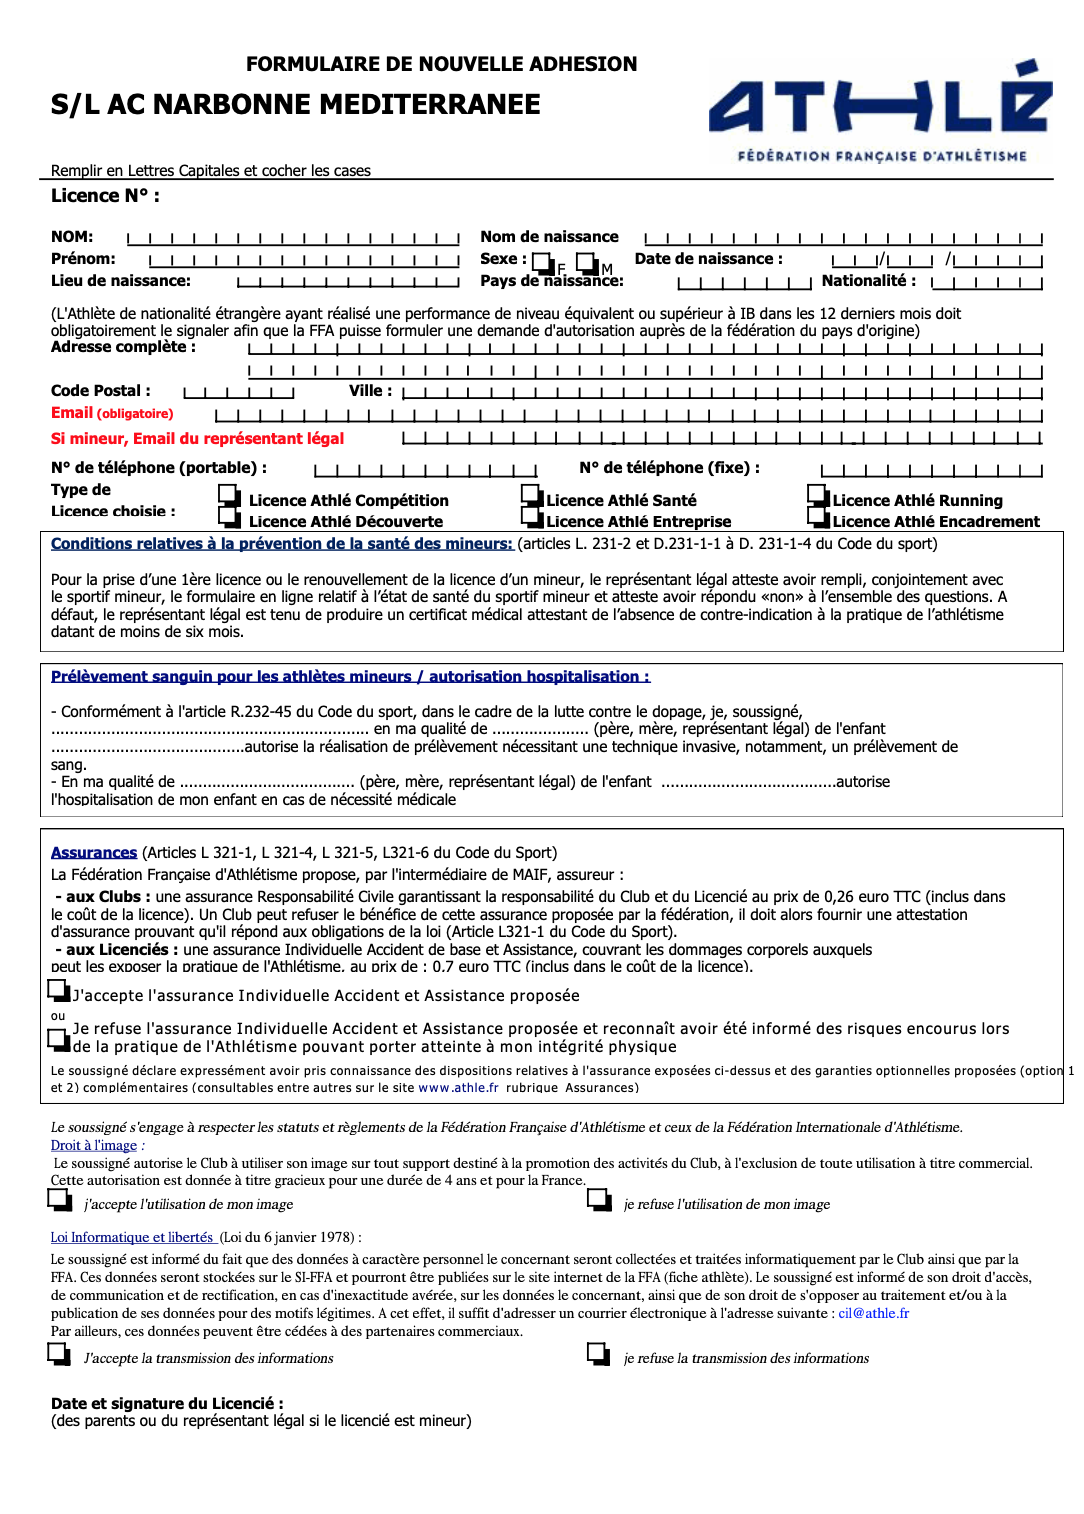 FORMULAIRE DE NOUVELLE ADHESION
S/L AC NARBONNE MEDITERRANEE
ATHLÉ
FÉDÉRATION FRANÇAISE D'ATHLÉTISME
Remplir en Lettres Capitales et cocher les cases
Licence N° :
NOM: Nom de naissance
Prénom: Sexe : F M Date de naissance : / /
Lieu de naissance: Pays de naissance: Nationalité :
(L'Athlète de nationalité étrangère ayant réalisé une performance de niveau équivalent ou supérieur à IB dans les 12 derniers mois doit
obligatoirement le signaler afin que la FFA puisse formuler une demande d'autorisation auprès de la fédération du pays d'origine)
Adresse complète :
Code Postal : Ville :
Email (obligatoire)
Si mineur, Email du représentant légal
N° de téléphone (portable) : N° de téléphone (fixe) :
Type de
Licence choisie :
Licence Athlé Compétition Licence Athlé Santé Licence Athlé Running
Licence Athlé Découverte Licence Athlé Entreprise Licence Athlé Encadrement
Conditions relatives à la prévention de la santé des mineurs: (articles L. 231-2 et D.231-1-1 à D. 231-1-4 du Code du sport)
Pour la prise d’une 1ère licence ou le renouvellement de la licence d’un mineur, le représentant légal atteste avoir rempli, conjointement avec
le sportif mineur, le formulaire en ligne relatif à l’état de santé du sportif mineur et atteste avoir répondu «non» à l’ensemble des questions. A
défaut, le représentant légal est tenu de produire un certificat médical attestant de l’absence de contre-indication à la pratique de l’athlétisme
datant de moins de six mois.
Prélèvement sanguin pour les athlètes mineurs / autorisation hospitalisation :
- Conformément à l'article R.232-45 du Code du sport, dans le cadre de la lutte contre le dopage, je, soussigné,
..................................................................... en ma qualité de ..................... (père, mère, représentant légal) de l'enfant
..........................................autorise la réalisation de prélèvement nécessitant une technique invasive, notamment, un prélèvement de
sang.
- En ma qualité de ...................................... (père, mère, représentant légal) de l'enfant ......................................autorise
l'hospitalisation de mon enfant en cas de nécessité médicale
Assurances (Articles L 321-1, L 321-4, L 321-5, L321-6 du Code du Sport)
La Fédération Française d'Athlétisme propose, par l'intermédiaire de MAIF, assureur :
- aux Clubs : une assurance Responsabilité Civile garantissant la responsabilité du Club et du Licencié au prix de 0,26 euro TTC (inclus dans
le coût de la licence). Un Club peut refuser le bénéfice de cette assurance proposée par la fédération, il doit alors fournir une attestation
d'assurance prouvant qu'il répond aux obligations de la loi (Article L321-1 du Code du Sport).
- aux Licenciés : une assurance Individuelle Accident de base et Assistance, couvrant les dommages corporels auxquels
peut les exposer la pratique de l'Athlétisme, au prix de : 0,7 euro TTC (inclus dans le coût de la licence).
J'accepte l'assurance Individuelle Accident et Assistance proposée
ou
Je refuse l'assurance Individuelle Accident et Assistance proposée et reconnaît avoir été informé des risques encourus lors
de la pratique de l'Athlétisme pouvant porter atteinte à mon intégrité physique
Le soussigné déclare expressément avoir pris connaissance des dispositions relatives à l'assurance exposées ci-dessus et des garanties optionnelles proposées (option 1
et 2) complémentaires (consultables entre autres sur le site www.athle.fr rubrique Assurances)
Le soussigné s'engage à respecter les statuts et règlements de la Fédération Française d'Athlétisme et ceux de la Fédération Internationale d'Athlétisme.
Droit à l'image :
Le soussigné autorise le Club à utiliser son image sur tout support destiné à la promotion des activités du Club, à l'exclusion de toute utilisation à titre commercial.
Cette autorisation est donnée à titre gracieux pour une durée de 4 ans et pour la France.
j'accepte l'utilisation de mon image je refuse l'utilisation de mon image
Loi Informatique et libertés (Loi du 6 janvier 1978) :
Le soussigné est informé du fait que des données à caractère personnel le concernant seront collectées et traitées informatiquement par le Club ainsi que par la
FFA. Ces données seront stockées sur le SI-FFA et pourront être publiées sur le site internet de la FFA (fiche athlète). Le soussigné est informé de son droit d'accès,
de communication et de rectification, en cas d'inexactitude avérée, sur les données le concernant, ainsi que de son droit de s'opposer au traitement et/ou à la
publication de ses données pour des motifs légitimes. A cet effet, il suffit d'adresser un courrier électronique à l'adresse suivante : cil@athle.fr
Par ailleurs, ces données peuvent être cédées à des partenaires commerciaux.
J'accepte la transmission des informations je refuse la transmission des informations
Date et signature du Licencié :
(des parents ou du représentant légal si le licencié est mineur)